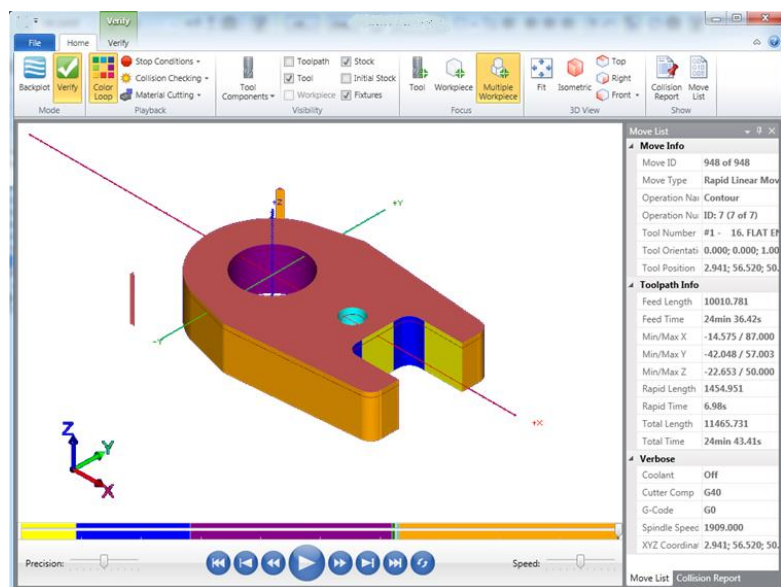 Verify
File Home Verify
Backplot
Verify
Mode
Color Loop
Stop Conditions
Collision Checking
Material Cutting
Playback
Tool Components
Toolpath
Tool
Workpiece
Stock
Initial Stock
Fixtures
Visibility
Tool
Workpiece
Multiple Workpiece
Focus
Fit
Isometric
Top
Right
Front
3D View
Collision Report
Move List
Show
+Z
+Y
-Y
+X
Z
Y
X
Precision:
Speed:
Move List
Move Info
Move ID 948 of 948
Move Type Rapid Linear Mov
Operation Nai Contour
Operation Nu ID: 7 (7 of 7)
Tool Number #1 - 16. FLAT EN
Tool Orientati 0.000; 0.000; 1.00
Tool Position 2.941; 56.520; 50.
Toolpath Info
Feed Length 10010.781
Feed Time 24min 36.42s
Min/Max X -14.575 / 87.000
Min/Max Y -42.048 / 57.003
Min/Max Z -22.653 / 50.000
Rapid Length 1454.951
Rapid Time 6.98s
Total Length 11465.731
Total Time 24min 43.41s
Verbose
Coolant Off
Cutter Comp G40
G-Code G0
Spindle Speed 1909.000
XYZ Coordinat 2.941; 56.520; 50.
Move List Collision Report